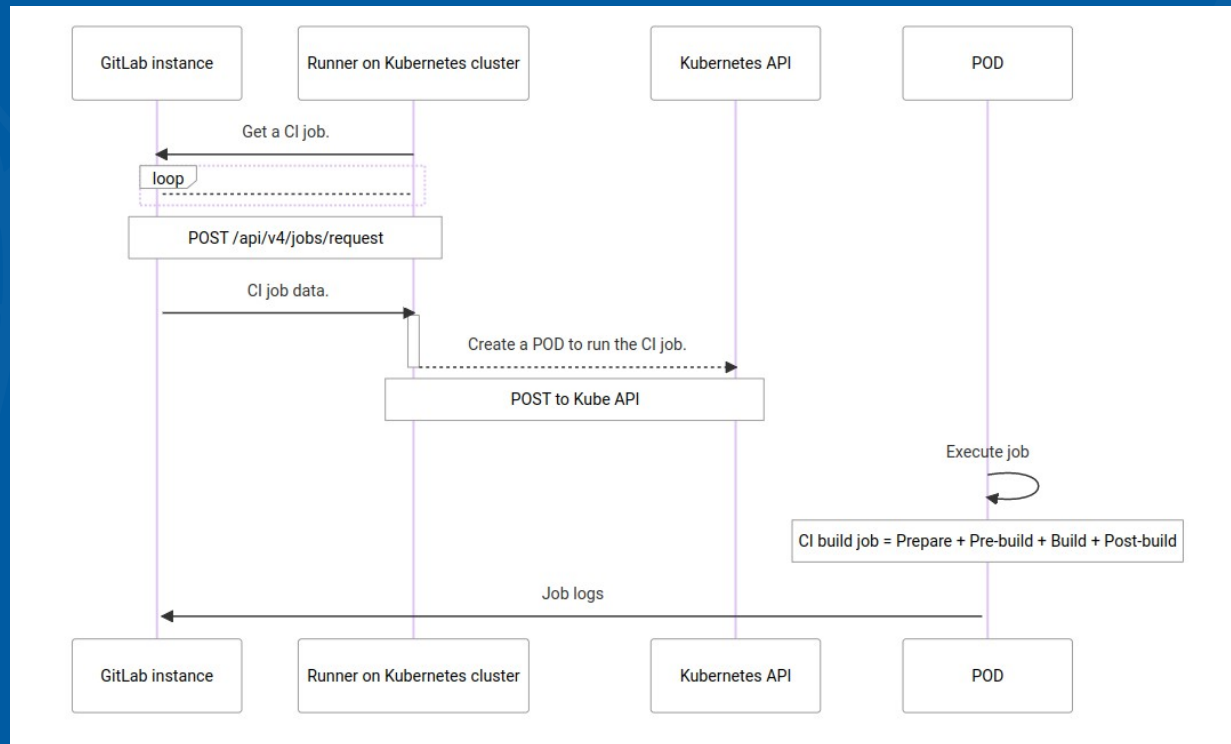 GitLab instance
Runner on Kubernetes cluster
Kubernetes API
POD
Get a CI job.
loop
POST /api/v4/jobs/request
CI job data.
Create a POD to run the CI job.
POST to Kube API
Execute job
CI build job = Prepare + Pre-build + Build + Post-build
Job logs
GitLab instance
Runner on Kubernetes cluster
Kubernetes API
POD